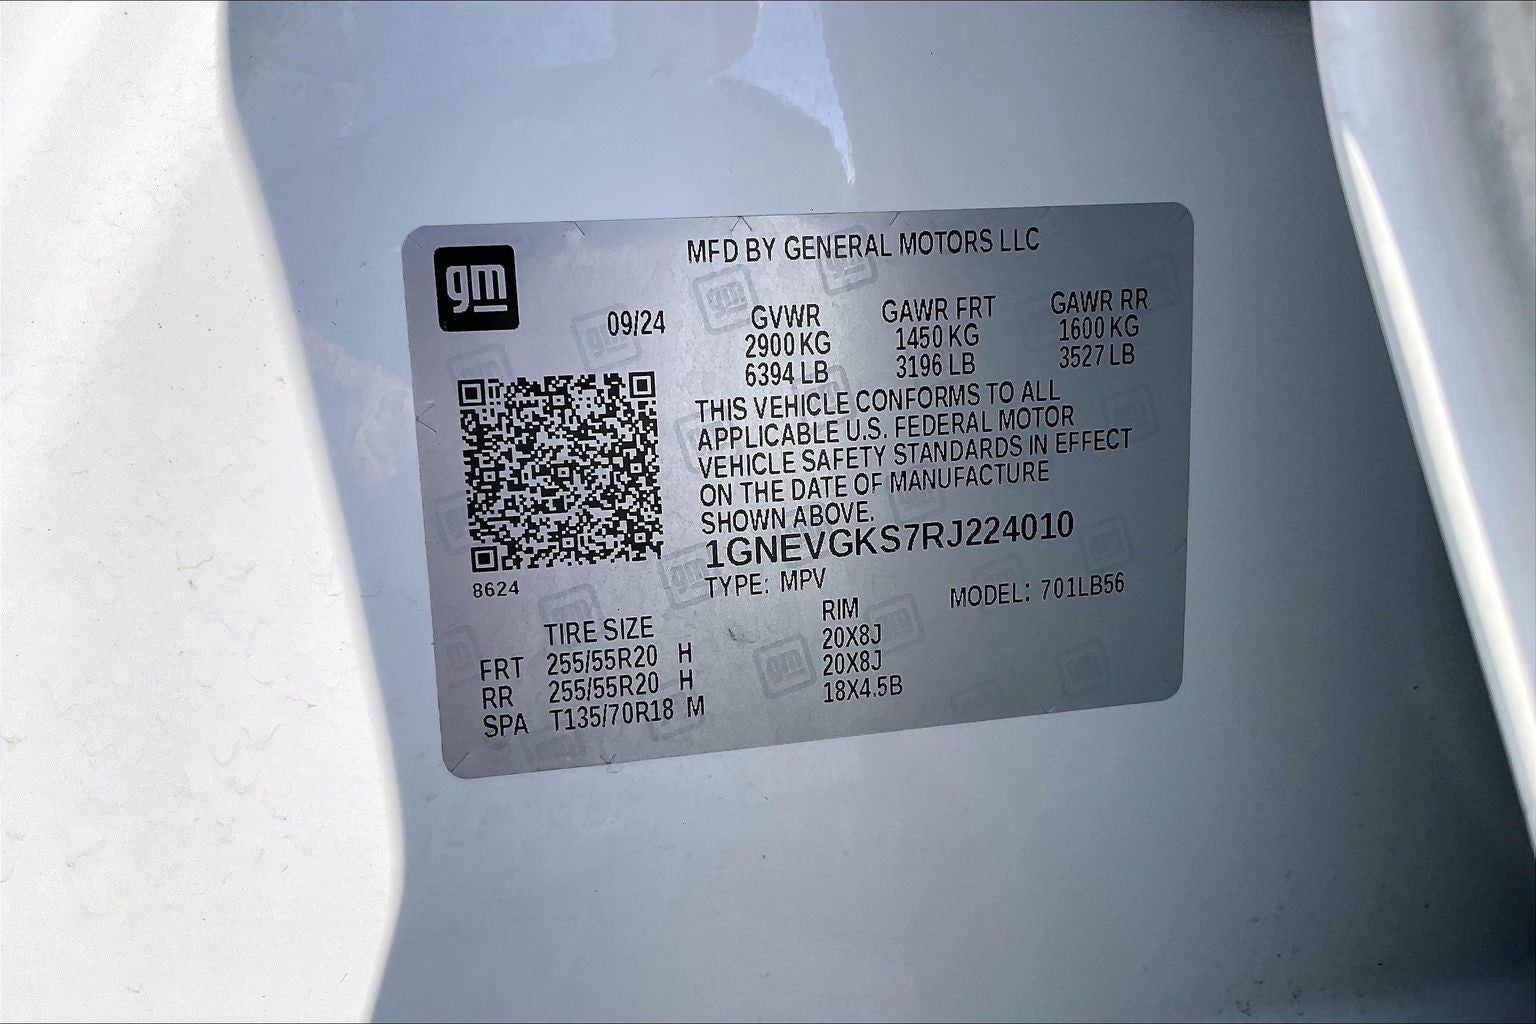 gm
MFD BY GENERAL MOTORS LLC
09/24
GVWR GAWR FRT GAWR RR
2900 KG 1450 KG 1600 KG
6394 LB 3196 LB 3527 LB
THIS VEHICLE CONFORMS TO ALL
APPLICABLE U.S. FEDERAL MOTOR
VEHICLE SAFETY STANDARDS IN EFFECT
ON THE DATE OF MANUFACTURE
SHOWN ABOVE.
1GNEVGKS7RJ224010
8624
TYPE: MPV MODEL: 701LB56
TIRE SIZE RIM
FRT 255/55R20 H 20X8J
RR 255/55R20 H 20X8J
SPA T135/70R18 M 18X4.5B